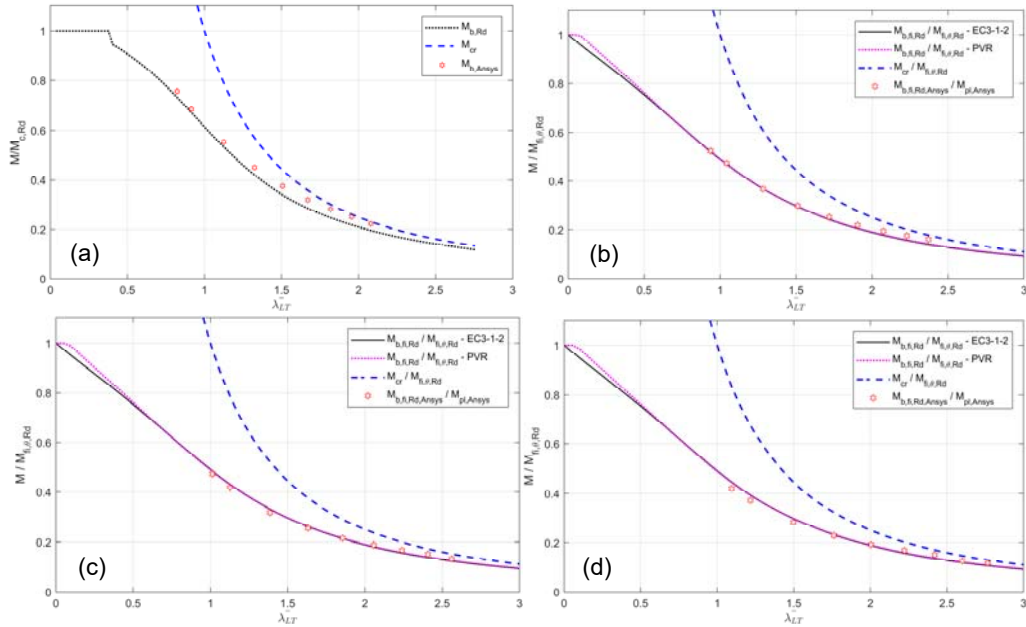 M_b,Rd
M_cr
M_b,Ansys
M/M_c,Rd
1
0.8
0.6
0.4
0.2
0
(a)
0 0.5 1 1.5 2 2.5 3
λ̄_LT
M_b,fi,Rd / M_fi,θ,Rd - EC3-1-2
M_b,fi,Rd / M_fi,θ,Rd - PVR
M_cr / M_fi,θ,Rd
M_b,fi,Rd,Ansys / M_pl,Ansys
M / M_fi,θ,Rd
1
0.8
0.6
0.4
0.2
0
(b)
0 0.5 1 1.5 2 2.5 3
λ̄_LT
M_b,fi,Rd / M_fi,θ,Rd - EC3-1-2
M_b,fi,Rd / M_fi,θ,Rd - PVR
M_cr / M_fi,θ,Rd
M_b,fi,Rd,Ansys / M_pl,Ansys
M / M_fi,θ,Rd
1
0.8
0.6
0.4
0.2
0
(c)
0 0.5 1 1.5 2 2.5 3
λ̄_LT
M_b,fi,Rd / M_fi,θ,Rd - EC3-1-2
M_b,fi,Rd / M_fi,θ,Rd - PVR
M_cr / M_fi,θ,Rd
M_b,fi,Rd,Ansys / M_pl,Ansys
M / M_fi,θ,Rd
1
0.8
0.6
0.4
0.2
0
(d)
0 0.5 1 1.5 2 2.5 3
λ̄_LT